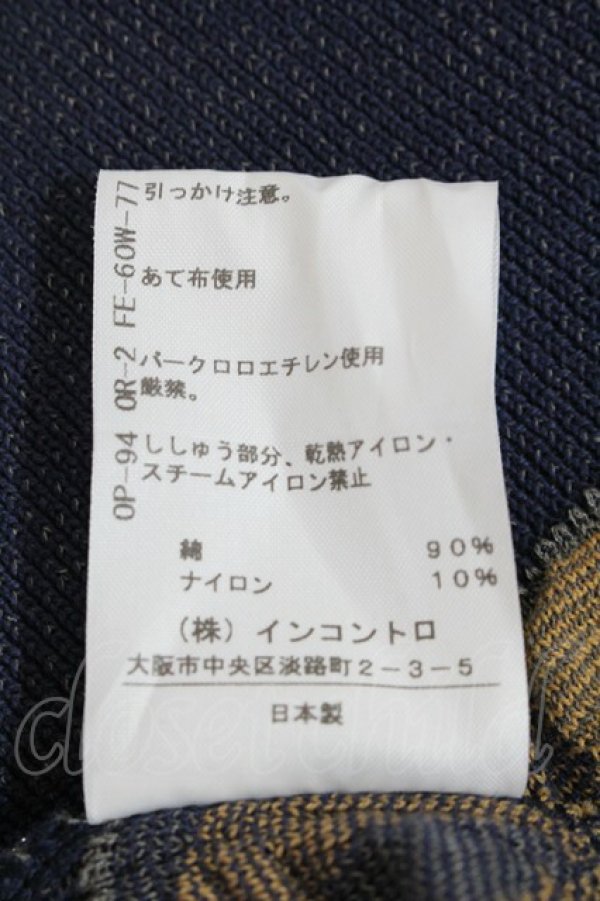 引っかけ注意。
あて布使用
パークロロエチレン使用
厳禁。
ししゅう部分、乾熱アイロン・
スチームアイロン禁止
綿 90%
ナイロン 10%
(株)インコントロ
大阪市中央区淡路町2-3-5
日本製
OP-94 OR-2 FE-60W-77
closet child